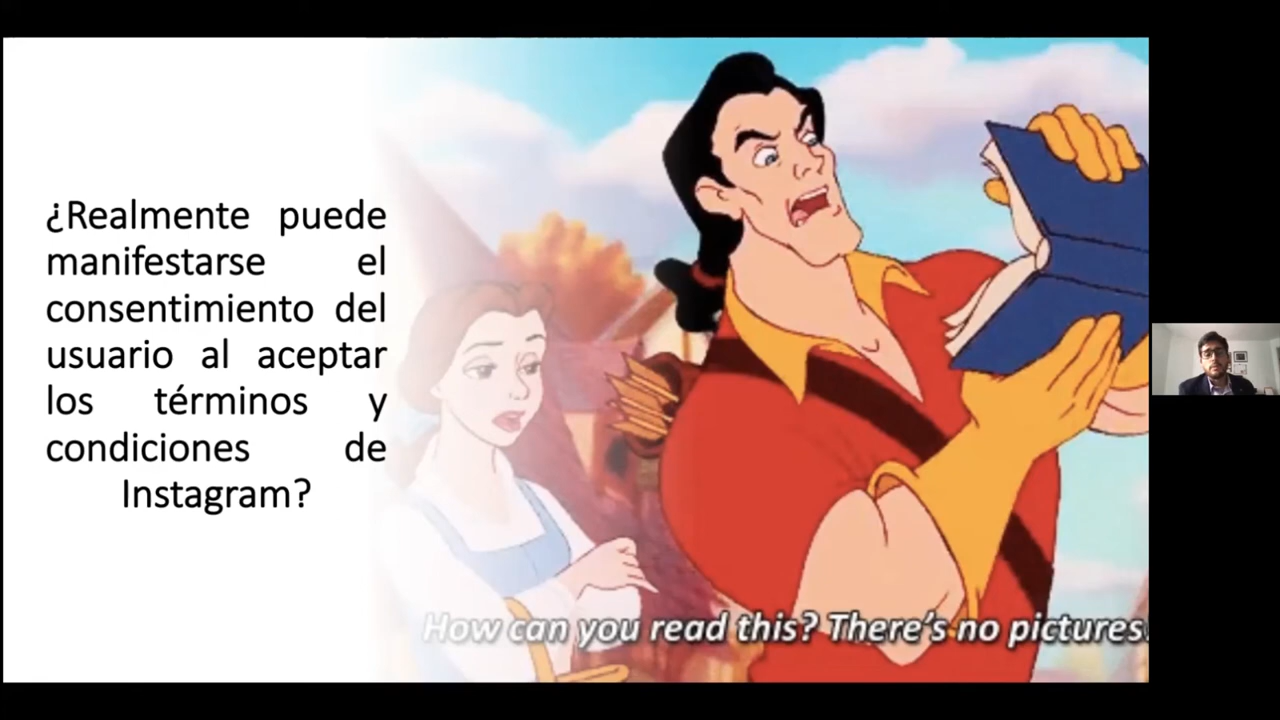 ¿Realmente puede
manifestarse el
consentimiento del
usuario al aceptar
los términos y
condiciones de
Instagram?
How can you read this? There's no pictures.